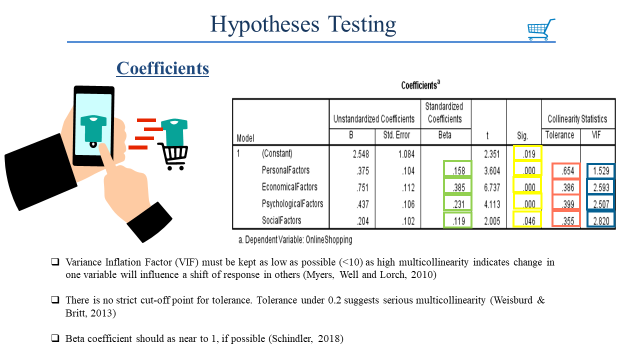 Hypotheses Testing
Coefficients
Coefficientsa
Model Unstandardized Coefficients Standardized Coefficients t Sig. Collinearity Statistics
B Std. Error Beta Tolerance VIF
1 (Constant) 2.548 1.084 2.351 .019
PersonalFactors .375 .104 .158 3.604 .000 .654 1.529
EconomicalFactors .751 .112 .385 6.737 .000 .386 2.593
PsychologicalFactors .437 .106 .231 4.113 .000 .399 2.507
SocialFactors .204 .102 .119 2.005 .046 .355 2.820
a. Dependent Variable: OnlineShopping
❑ Variance Inflation Factor (VIF) must be kept as low as possible (<10) as high multicollinearity indicates change in
one variable will influence a shift of response in others (Myers, Well and Lorch, 2010)
❑ There is no strict cut-off point for tolerance. Tolerance under 0.2 suggests serious multicollinearity (Weisburd &
Britt, 2013)
❑ Beta coefficient should as near to 1, if possible (Schindler, 2018)